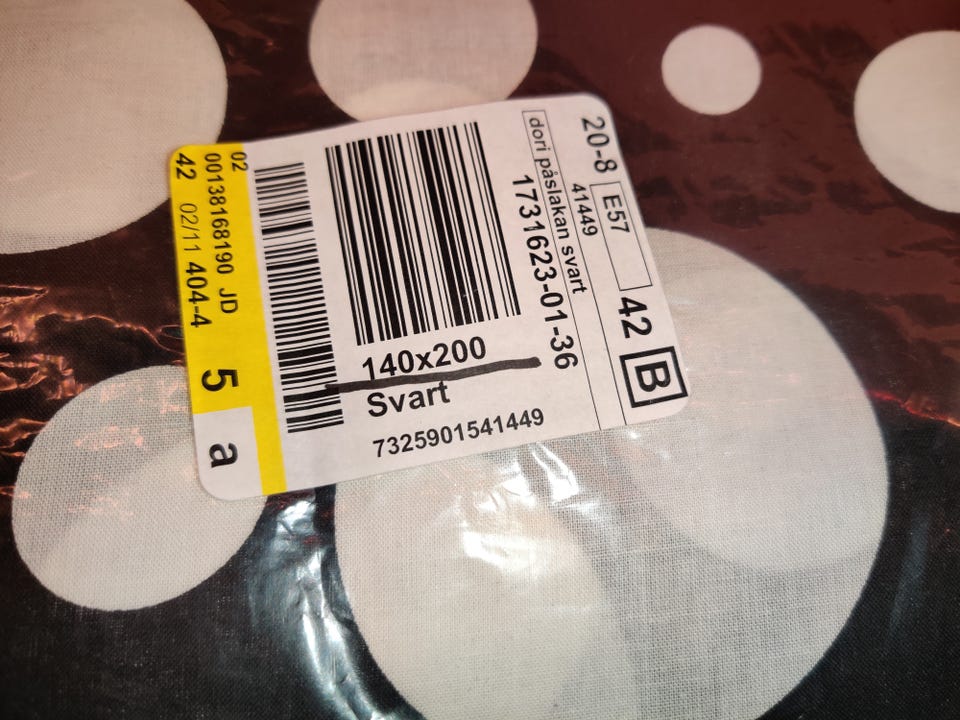 20-8 E57 42 B
41449
dori påslakan svart
1731623-01-36
140x200
Svart
7325901541449
02
00138168190 JD
42 02/11 404-4
5 a